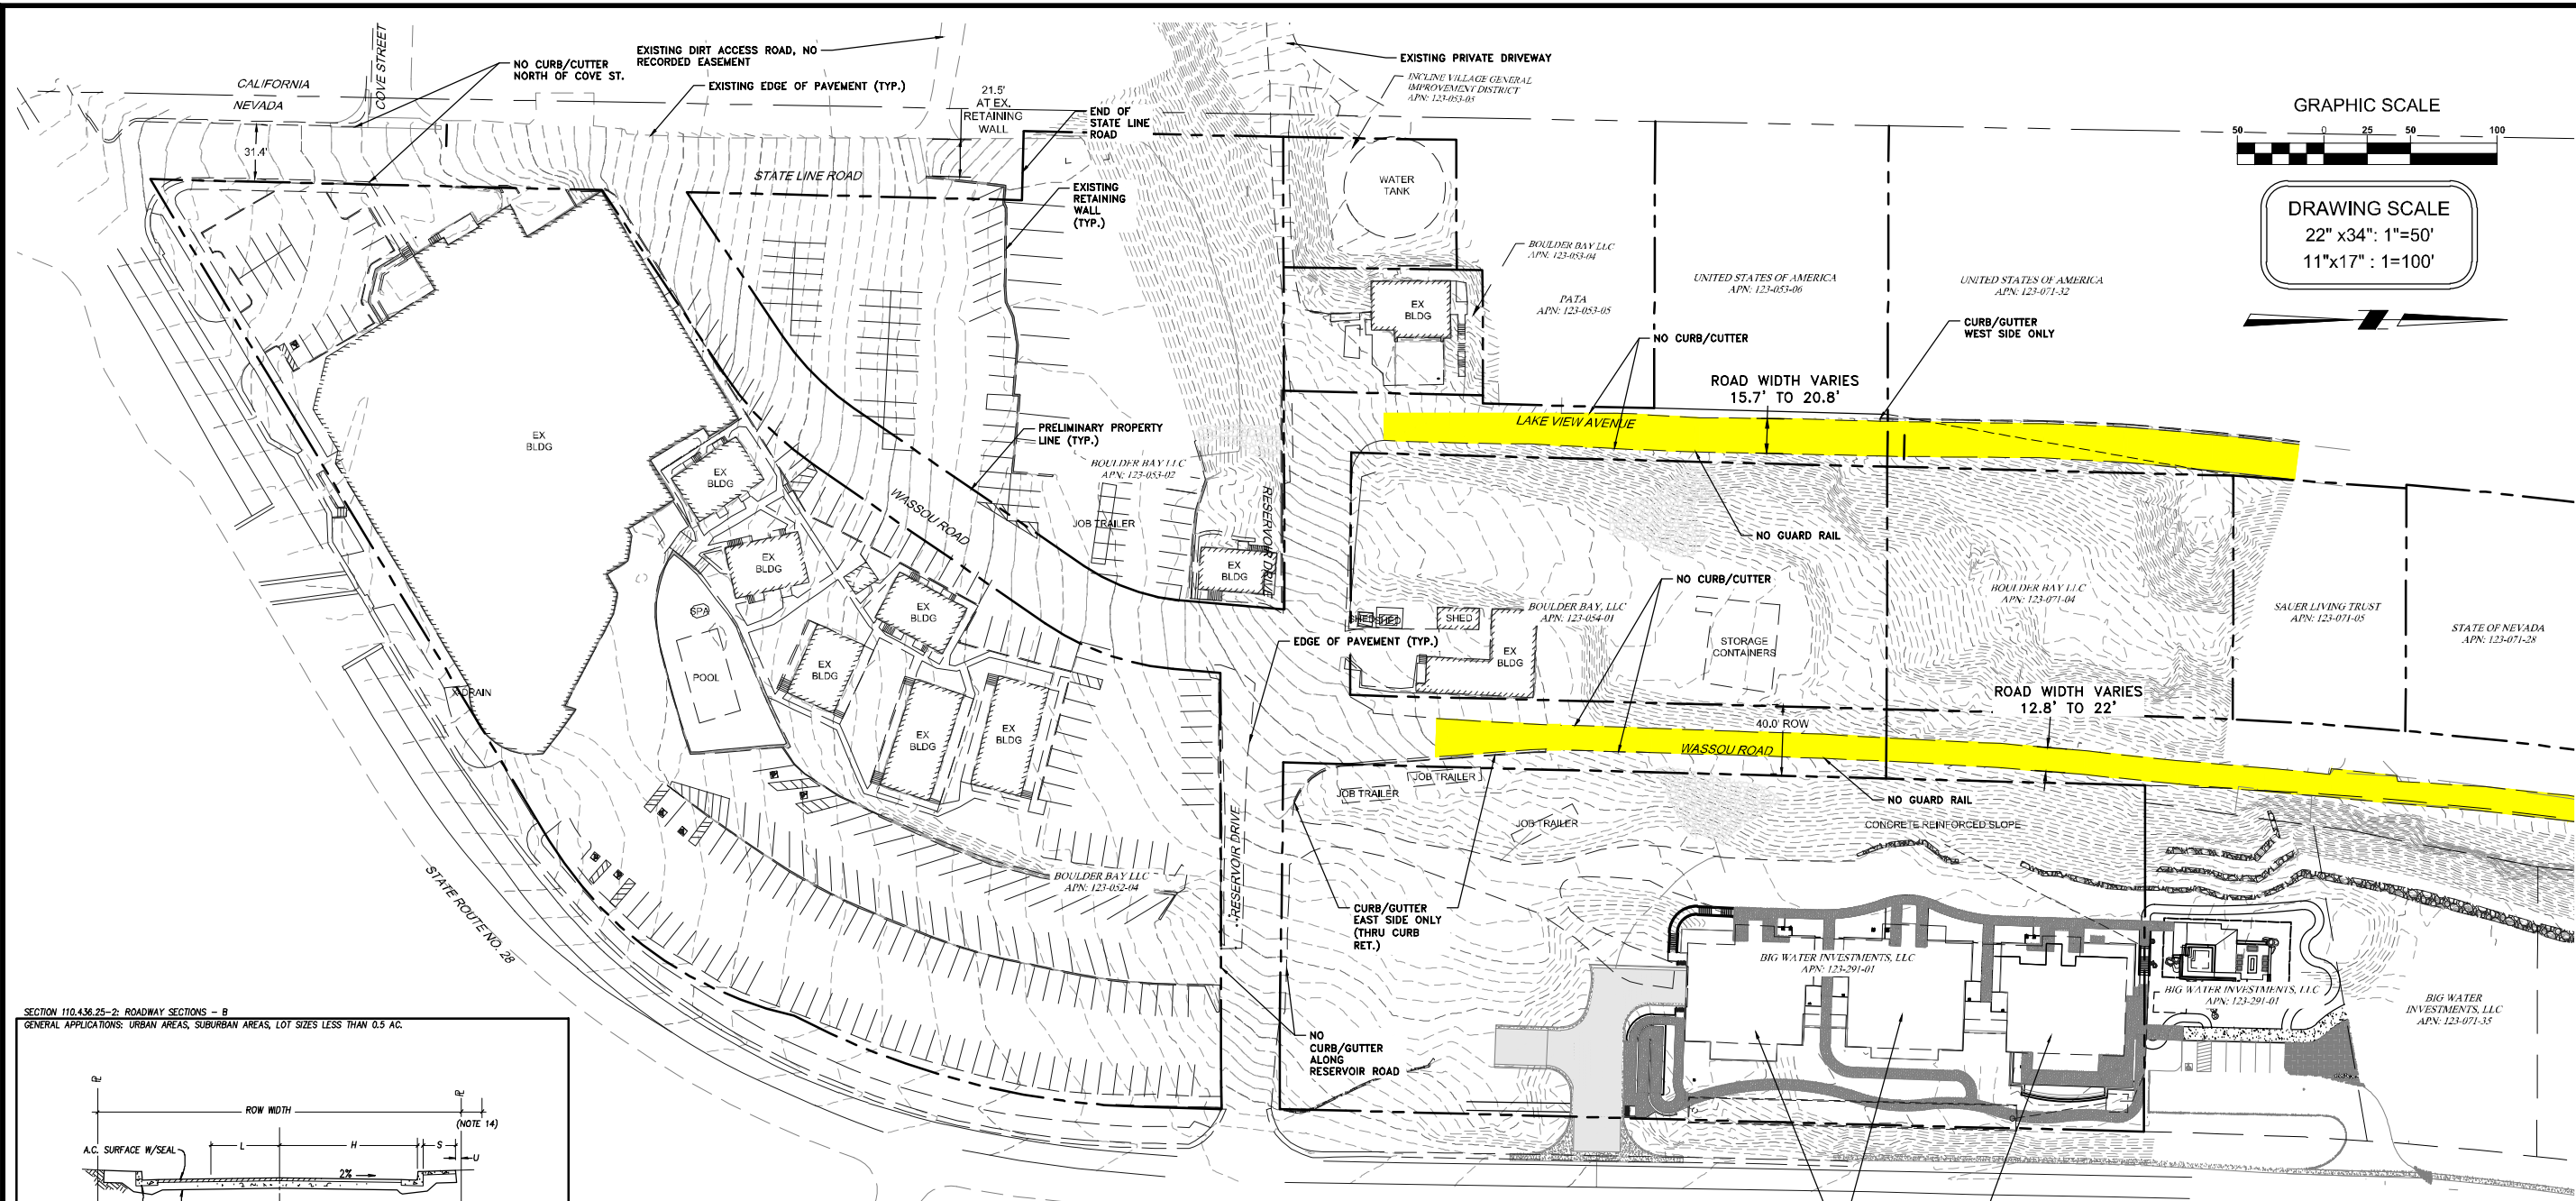 CALIFORNIA
NEVADA
COVE STREET
NO CURB/CUTTER
NORTH OF COVE ST.
EXISTING DIRT ACCESS ROAD, NO
RECORDED EASEMENT
EXISTING EDGE OF PAVEMENT (TYP.)
21.5'
AT EX.
RETAINING
WALL
END OF
STATE LINE
ROAD
EXISTING PRIVATE DRIVEWAY
INCLINE VILLAGE GENERAL
IMPROVEMENT DISTRICT
APN: 123-053-03
GRAPHIC SCALE
50 0 25 50 100
DRAWING SCALE
22" x34": 1"=50'
11"x17" : 1=100'
31.4'
STATE LINE ROAD
EXISTING
RETAINING
WALL
(TYP.)
WATER
TANK
BOULDER BAY LLC
APN: 123-053-04
EX
BLDG
PATA
APN: 123-053-05
UNITED STATES OF AMERICA
APN: 123-053-06
UNITED STATES OF AMERICA
APN: 123-071-32
NO CURB/CUTTER
CURB/GUTTER
WEST SIDE ONLY
ROAD WIDTH VARIES
15.7' TO 20.8'
LAKE VIEW AVENUE
EX
BLDG
PRELIMINARY PROPERTY
LINE (TYP.)
BOULDER BAY LLC
APN: 123-053-02
EX
BLDG
WASSOU ROAD
JOB TRAILER
RESERVOIR DRIVE
NO GUARD RAIL
EX
BLDG
EX
BLDG
NO CURB/CUTTER
SPA
EX
BLDG
SHED
SHED
SHED
BOULDER BAY, LLC
APN: 123-054-01
BOULDER BAY LLC
APN: 123-071-04
SAUER LIVING TRUST
APN: 123-071-05
STATE OF NEVADA
APN: 123-071-28
EDGE OF PAVEMENT (TYP.)
STORAGE
CONTAINERS
EX
BLDG
EX
BLDG
POOL
DRAIN
ROAD WIDTH VARIES
12.8' TO 22'
40.0' ROW
EX
BLDG
EX
BLDG
WASSOU ROAD
JOB TRAILER
JOB TRAILER
NO GUARD RAIL
JOB TRAILER
CONCRETE REINFORCED SLOPE
RESERVOIR DRIVE
BOULDER BAY LLC
APN: 123-052-04
STATE ROUTE NO. 28
CURB/GUTTER
EAST SIDE ONLY
(THRU CURB
RET.)
BIG WATER INVESTMENTS, LLC
APN: 123-291-01
BIG WATER INVESTMENTS, LLC
APN: 123-291-01
BIG WATER
INVESTMENTS, LLC
APN: 123-071-35
NO
CURB/GUTTER
ALONG
RESERVOIR ROAD
SECTION 110.436.25-2: ROADWAY SECTIONS - B
GENERAL APPLICATIONS: URBAN AREAS, SUBURBAN AREAS, LOT SIZES LESS THAN 0.5 AC.
ROW WIDTH
(NOTE 14)
L H S
U
A.C. SURFACE W/SEAL
2%